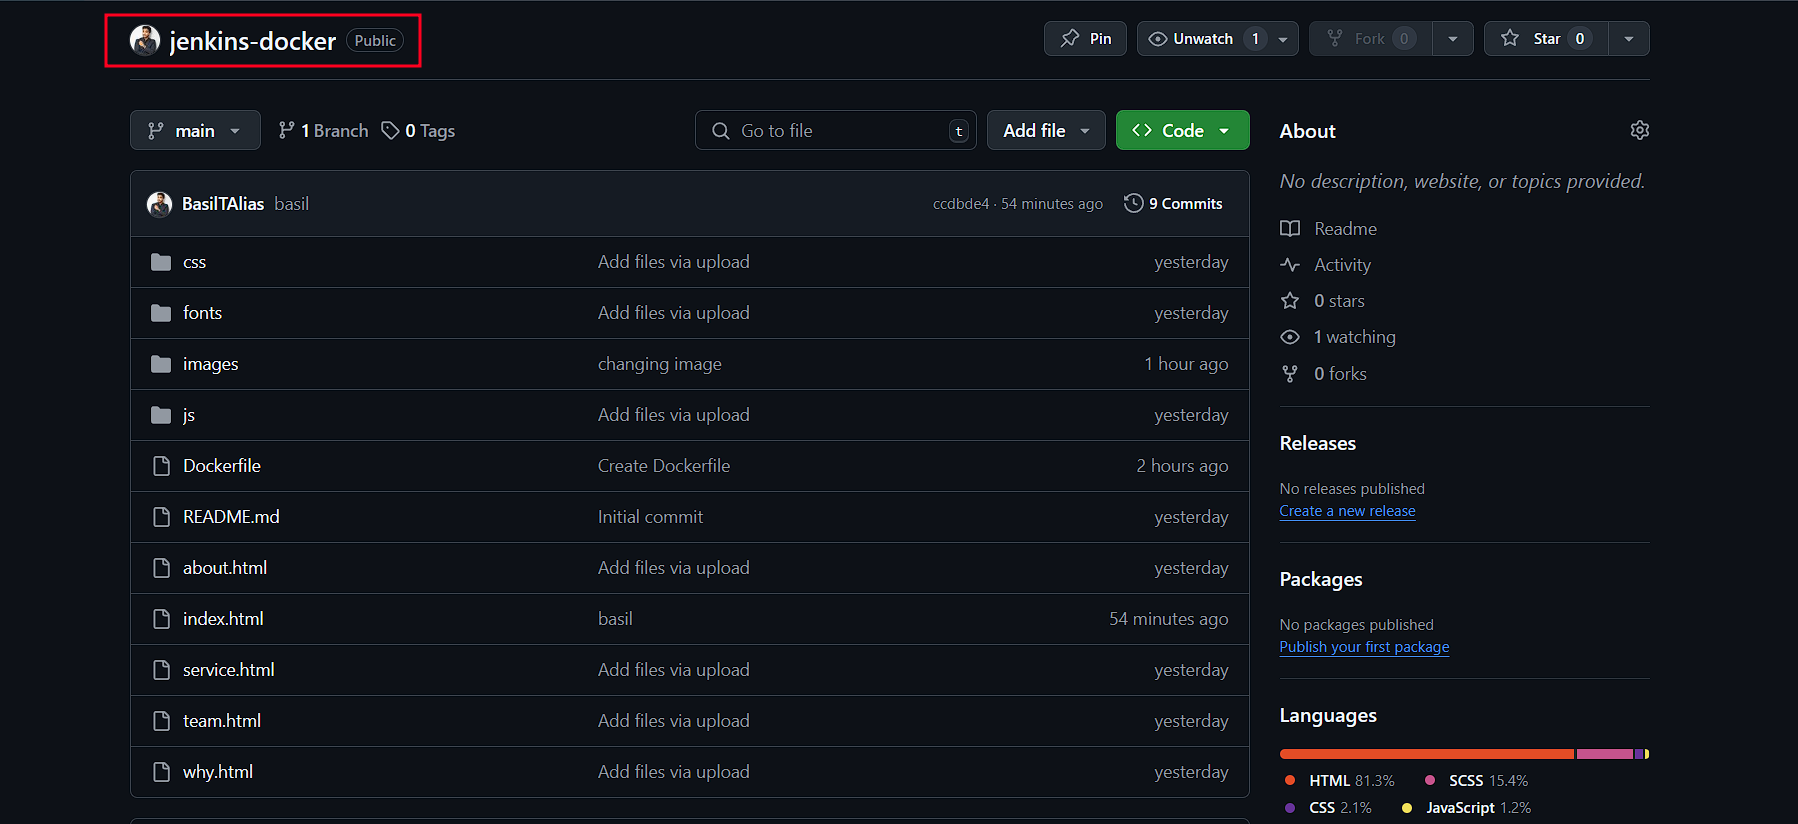 jenkins-docker Public Pin Unwatch 1 Fork 0 Star 0
main 1 Branch 0 Tags Go to file t Add file Code
BasilTAlias basil ccdbde4 · 54 minutes ago 9 Commits
css Add files via upload yesterday
fonts Add files via upload yesterday
images changing image 1 hour ago
js Add files via upload yesterday
Dockerfile Create Dockerfile 2 hours ago
README.md Initial commit yesterday
about.html Add files via upload yesterday
index.html basil 54 minutes ago
service.html Add files via upload yesterday
team.html Add files via upload yesterday
why.html Add files via upload yesterday
About
No description, website, or topics provided.
Readme
Activity
0 stars
1 watching
0 forks
Releases
No releases published
Create a new release
Packages
No packages published
Publish your first package
Languages
HTML 81.3% SCSS 15.4%
CSS 2.1% JavaScript 1.2%